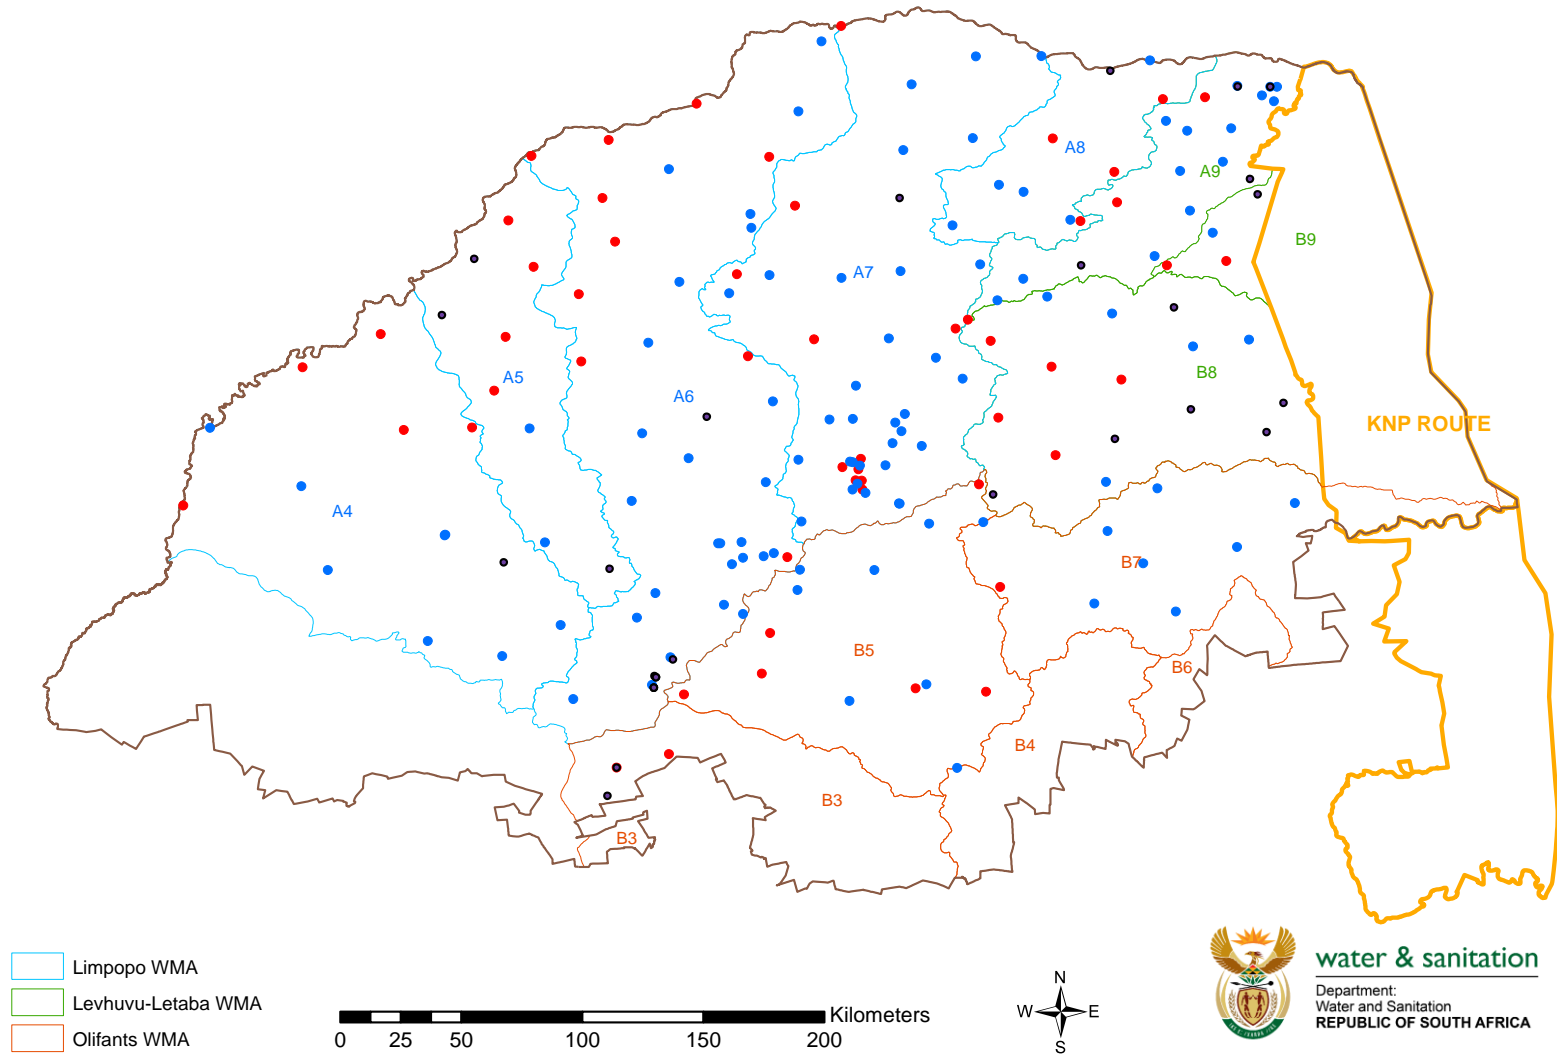 A8
A9
B9
A7
A5
B8
A6
KNP ROUTE
A4
B7
B5
B6
B4
B3
B3
Limpopo WMA
Levhuvu-Letaba WMA
Olifants WMA
0 25 50 100 150 200
Kilometers
N
W E
S
water & sanitation
Department:
Water and Sanitation
REPUBLIC OF SOUTH AFRICA